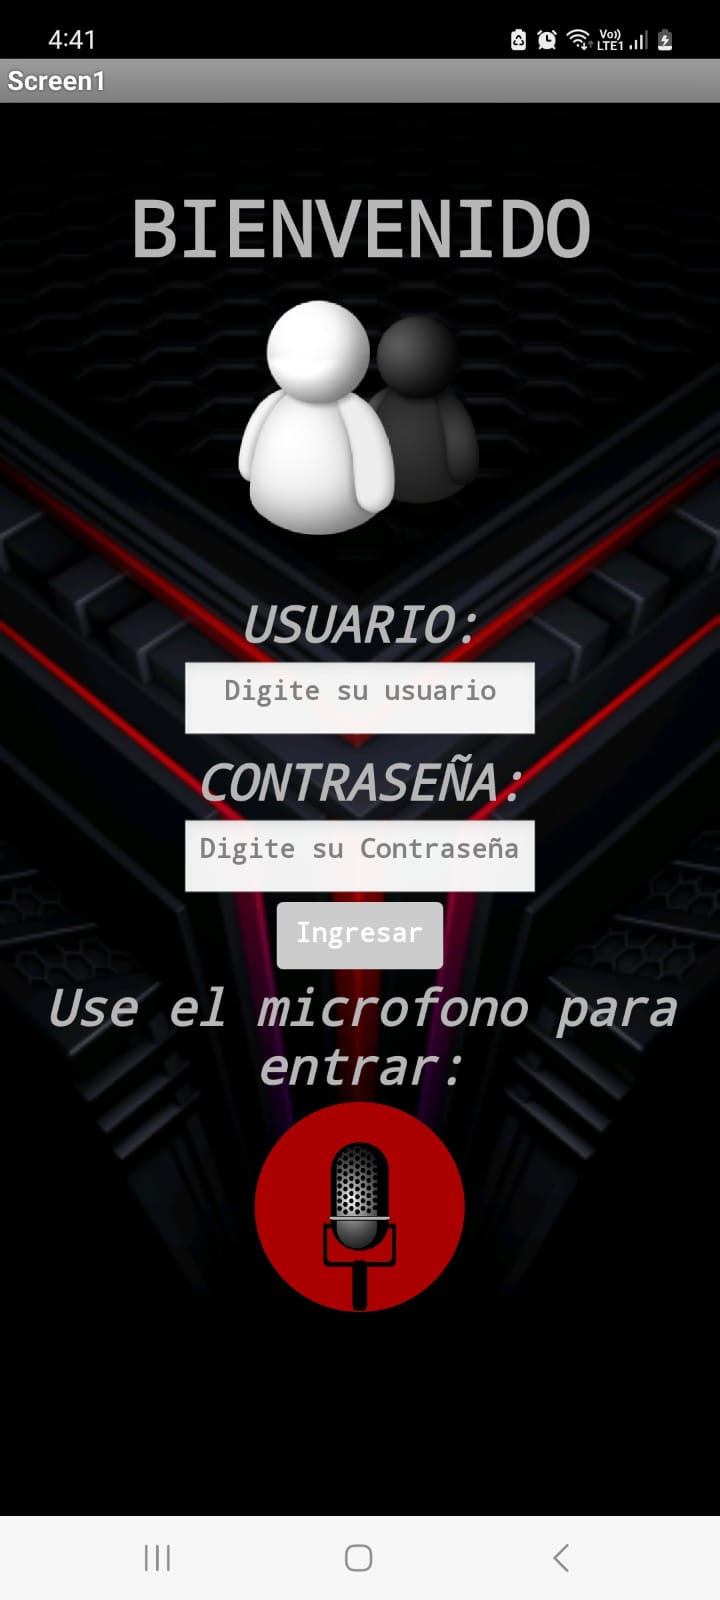 4:41
Vo))
LTE1
Screen1
BIENVENIDO
USUARIO:
Digite su usuario
CONTRASEÑA:
Digite su Contraseña
Ingresar
Use el microfono para
entrar: